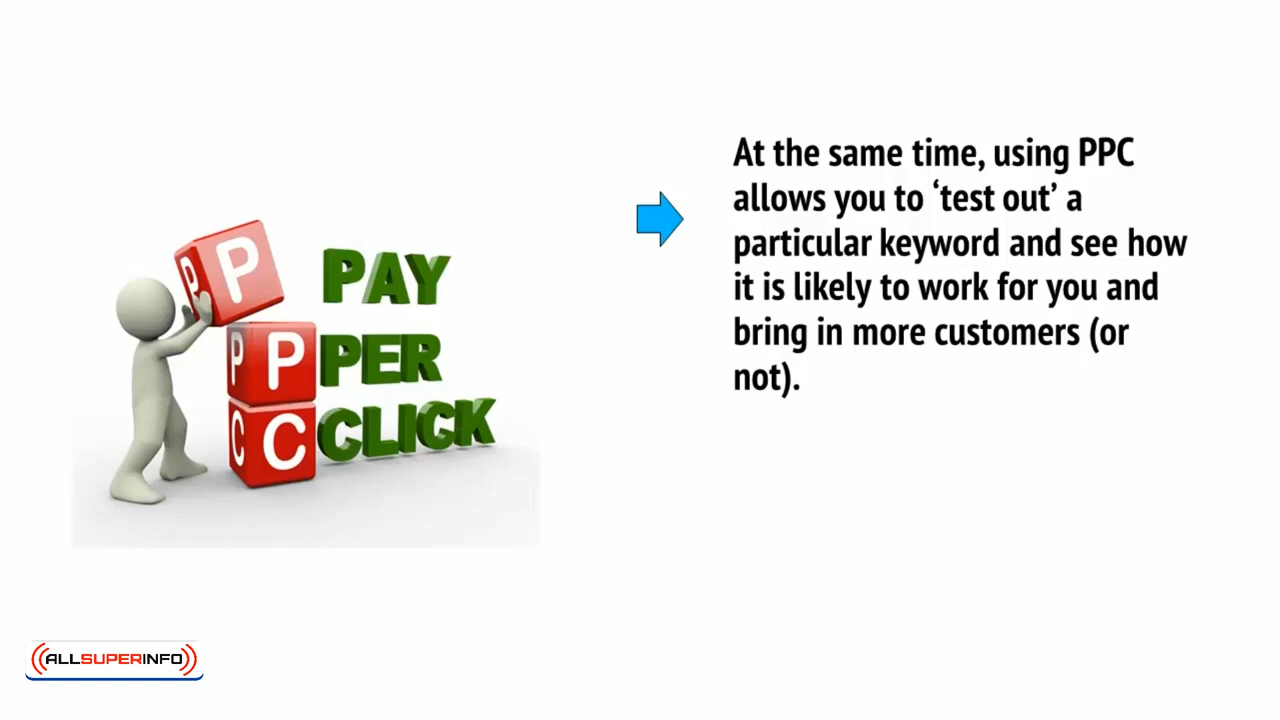 At the same time, using PPC
allows you to ‘test out’ a
particular keyword and see how
it is likely to work for you and
bring in more customers (or
not).
P P PAY
P P PER
C C CLICK
ALLSUPERINFO